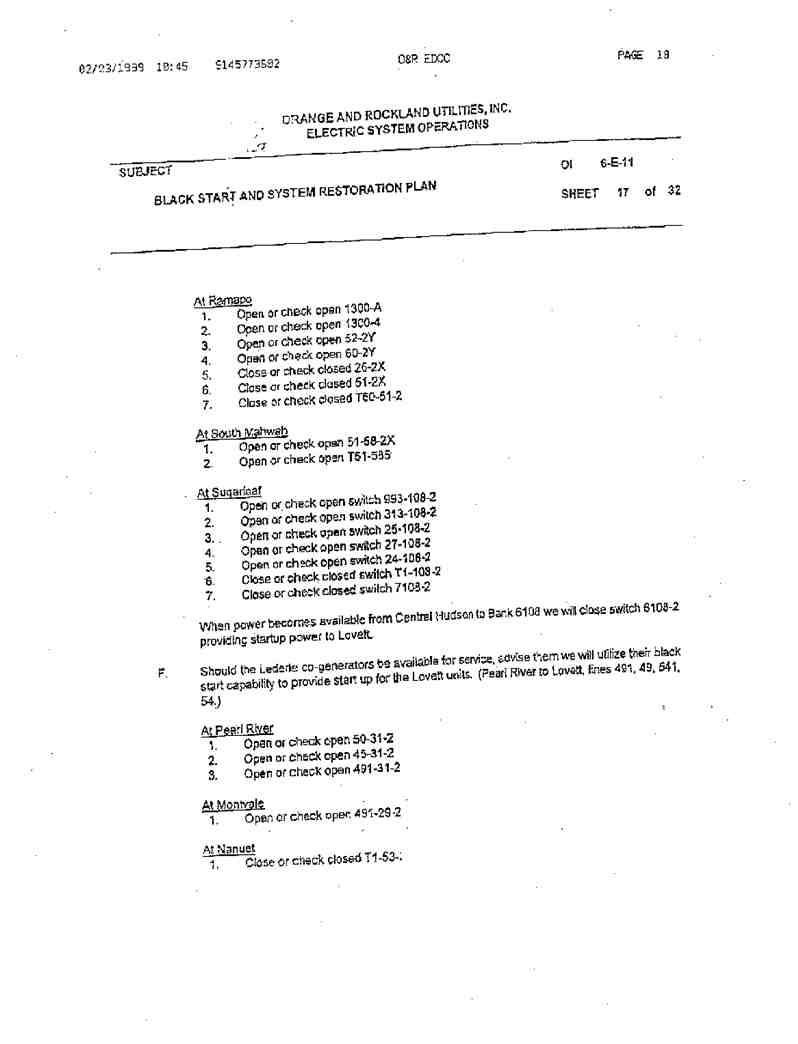 02/23/1999 10:45 9145773582 O&R EDCC PAGE 19
ORANGE AND ROCKLAND UTILITIES, INC.
ELECTRIC SYSTEM OPERATIONS
SUBJECT OI 6-E-11
BLACK START AND SYSTEM RESTORATION PLAN SHEET 17 of 32
At Ramapo
1. Open or check open 1300-A
2. Open or check open 1300-4
3. Open or check open 52-2Y
4. Open or check open 60-2Y
5. Close or check closed 26-2X
6. Close or check closed 51-2X
7. Close or check closed T60-51-2
At South Mahwah
1. Open or check open 51-58-2X
2. Open or check open T51-585
At Sugarloaf
1. Open or check open switch 993-108-2
2. Open or check open switch 313-108-2
3. Open or check open switch 25-108-2
4. Open or check open switch 27-108-2
5. Open or check open switch 24-108-2
6. Close or check closed switch T1-108-2
7. Close or check closed switch 7108-2
When power becomes available from Central Hudson to Bank 6108 we will close switch 6108-2
providing startup power to Lovett.
F. Should the Lederle co-generators be available for service, advise them we will utilize their black
start capability to provide start up for the Lovett units. (Pearl River to Lovett, lines 491, 49, 541,
54.)
At Pearl River
1. Open or check open 50-31-2
2. Open or check open 45-31-2
3. Open or check open 491-31-2
At Montvale
1. Open or check open 491-29-2
At Nanuet
1. Close or check closed T1-53-